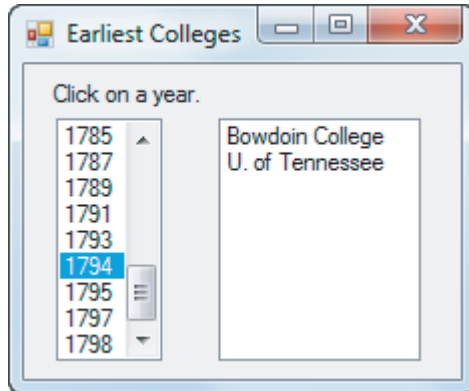 Earliest Colleges
Click on a year.
1785
1787
1789
1791
1793
1794
1795
1797
1798
Bowdoin College
U. of Tennessee